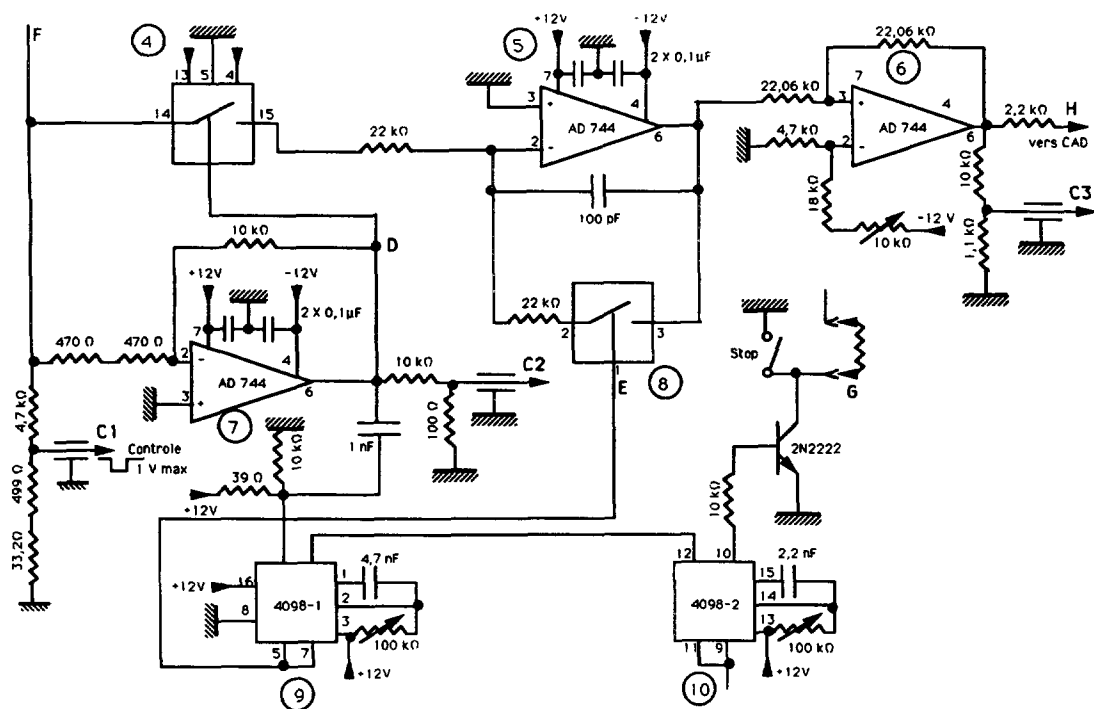 F
4
13
5
4
14
15
22 kΩ
5
+12V
-12V
2 X 0,1µF
7
3
+
4
AD 744
2
-
6
100 pF
22 kΩ
2
3
1
E
8
22,06 kΩ
6
22,06 kΩ
7
3
+
4
4,7 kΩ
AD 744
2
-
6
2,2 kΩ
H
vers CAD
18 kΩ
10 kΩ
-12 V
10 kΩ
1,1 kΩ
C3
10 kΩ
D
+12V
-12V
2 X 0,1µF
470 Ω
470 Ω
7
2
-
4
AD 744
6
3
+
7
10 kΩ
C2
100 Ω
1 nF
4,7 kΩ
C1
Controle
1 V max
499 Ω
33,2Ω
10 kΩ
39 Ω
+12V
+12V
16
8
4098-1
1
2
3
5
7
4,7 nF
100 kΩ
+12V
9
Stop
G
2N2222
10 kΩ
12
10
4098-2
15
14
13
11
9
2,2 nF
100 kΩ
+12V
10